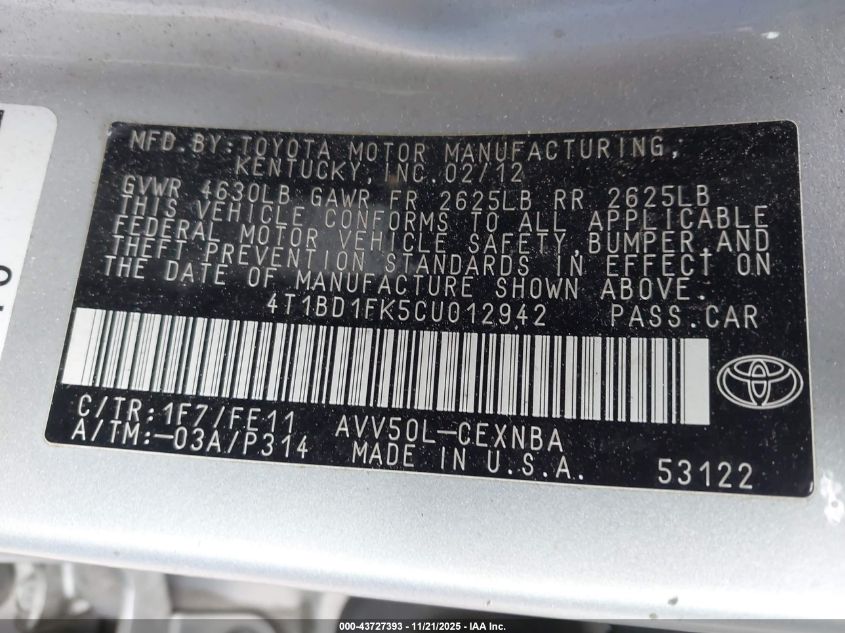 MFD. BY: TOYOTA MOTOR MANUFACTURING,
KENTUCKY, INC. 02/12
GVWR 4630LB GAWR FR 2625LB RR 2625LB
THIS VEHICLE CONFORMS TO ALL APPLICABLE
FEDERAL MOTOR VEHICLE SAFETY, BUMPER, AND
THEFT PREVENTION STANDARDS IN EFFECT ON
THE DATE OF MANUFACTURE SHOWN ABOVE.
4T1BD1FK5CU012942 PASS. CAR
C/TR: 1F7/FE11 AVV50L-CEXNBA
A/TM: -03A/P314 MADE IN U.S.A. 53122
000-43727393 - 11/21/2025 - IAA Inc.